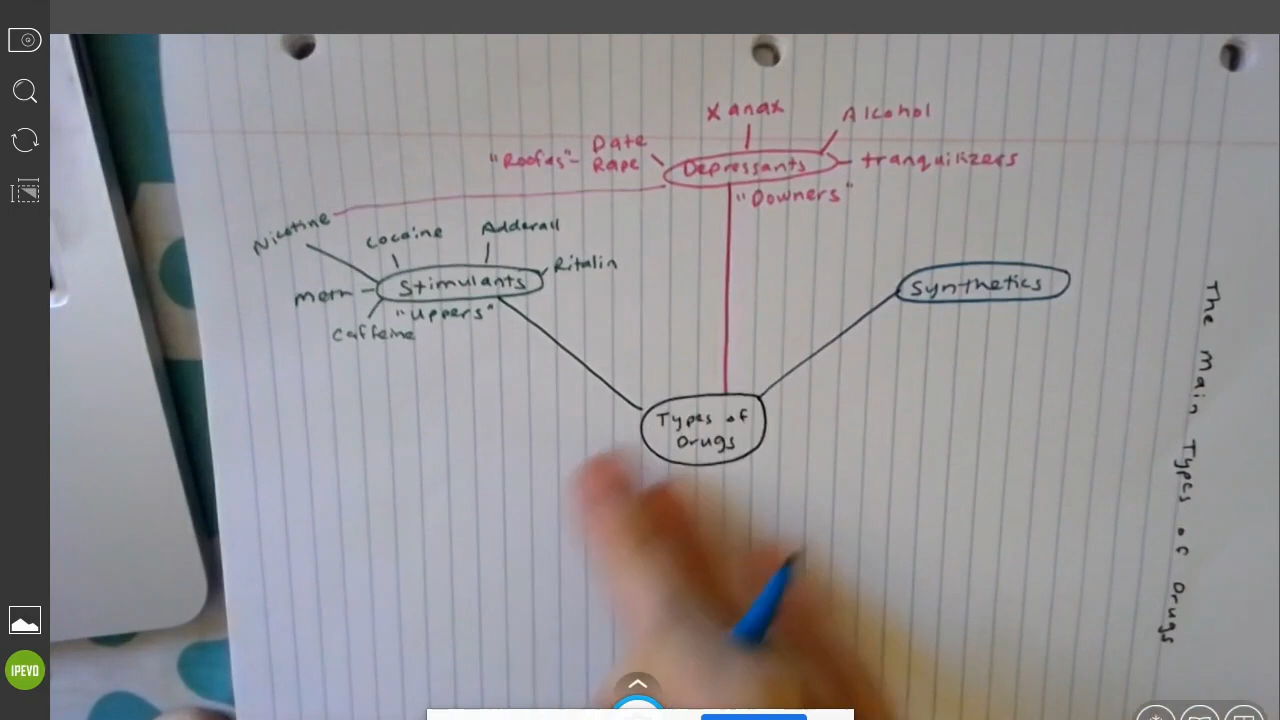 Xanax
Alcohol
"Roofas" - Date
Rape
Depressants
tranquilizers
"Downers"
Nicotine
Cocaine
Adderall
Ritalin
Stimulants
Meth
"Uppers"
Caffeine
Synthetics
Types of
Drugs
The Main Types of Drugs
IPEVO